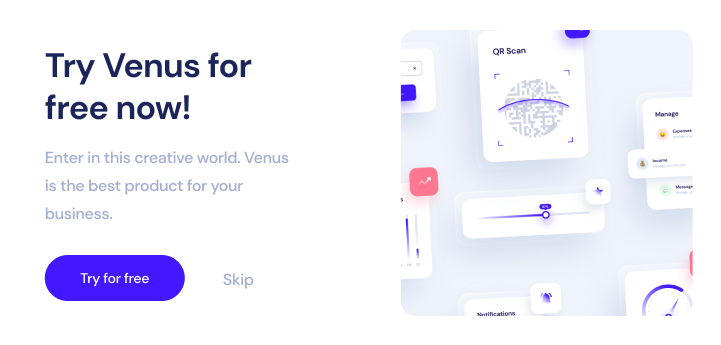 Try Venus for
free now!
Enter in this creative world. Venus
is the best product for your
business.
Try for free
Skip
QR Scan
Manage
Expenses
Income
Message
Notifications